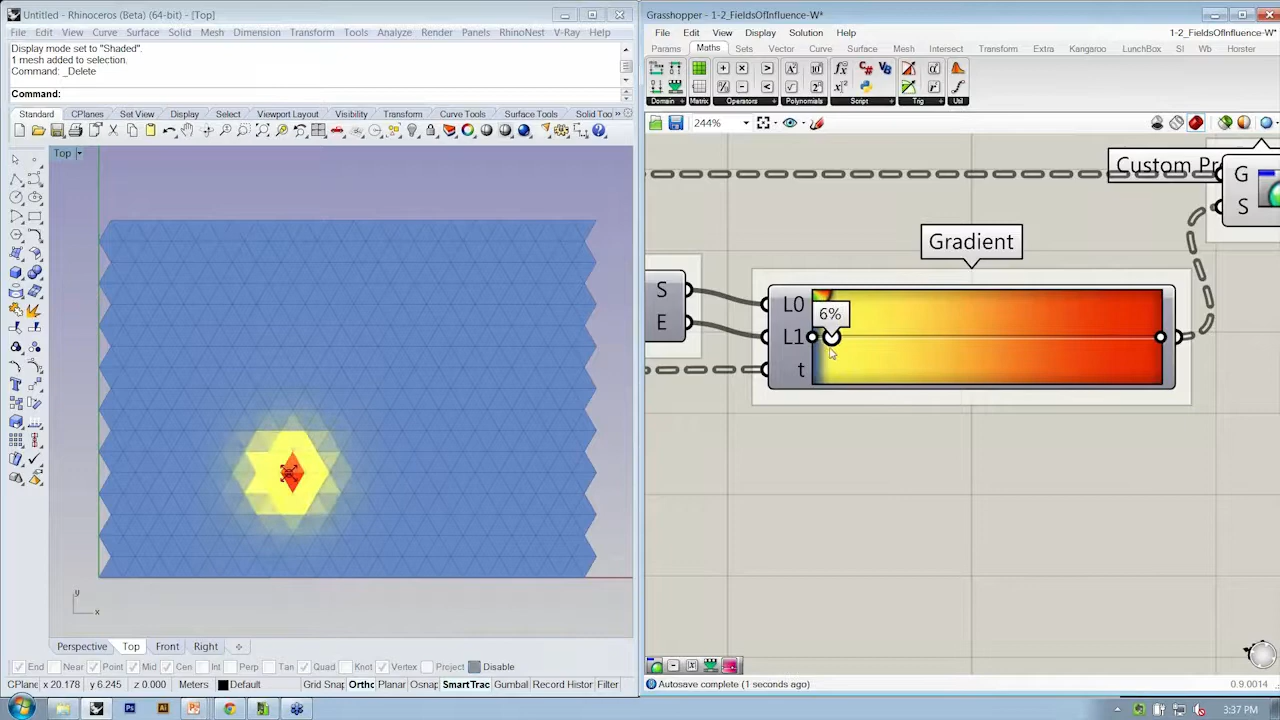 Untitled - Rhinoceros (Beta) (64-bit) - [Top]
File Edit View Curve Surface Solid Mesh Dimension Transform Tools Analyze Render Panels RhinoNest V-Ray Help
Display mode set to "Shaded".
1 mesh added to selection.
Command: _Delete
Command:
Standard CPlanes Set View Display Select Viewport Layout Visibility Transform Curve Tools Surface Tools Solid Too »
Top
y
x
Perspective Top Front Right
End Near Point Mid Cen Int Perp Tan Quad Knot Vertex Project Disable
CPlane x 20.178 y 6.245 z 0.000 Meters Default Grid Snap Ortho Planar Osnap SmartTrac Gumbal Record Histor Filter
Grasshopper - 1-2_FieldsOfInfluence-W*
File Edit View Display Solution Help
1-2_FieldsOfInfluence-W*
Params Maths Sets Vector Curve Surface Mesh Intersect Transform Extra Kangaroo LunchBox SI Wb Horster
Domain Matrix Operators Polynomials Script Trig Util
244%
Custom Pr
G
S
Gradient
S
E
L0
L1
t
6%
Autosave complete (1 seconds ago)
0.9.0014
3:37 PM